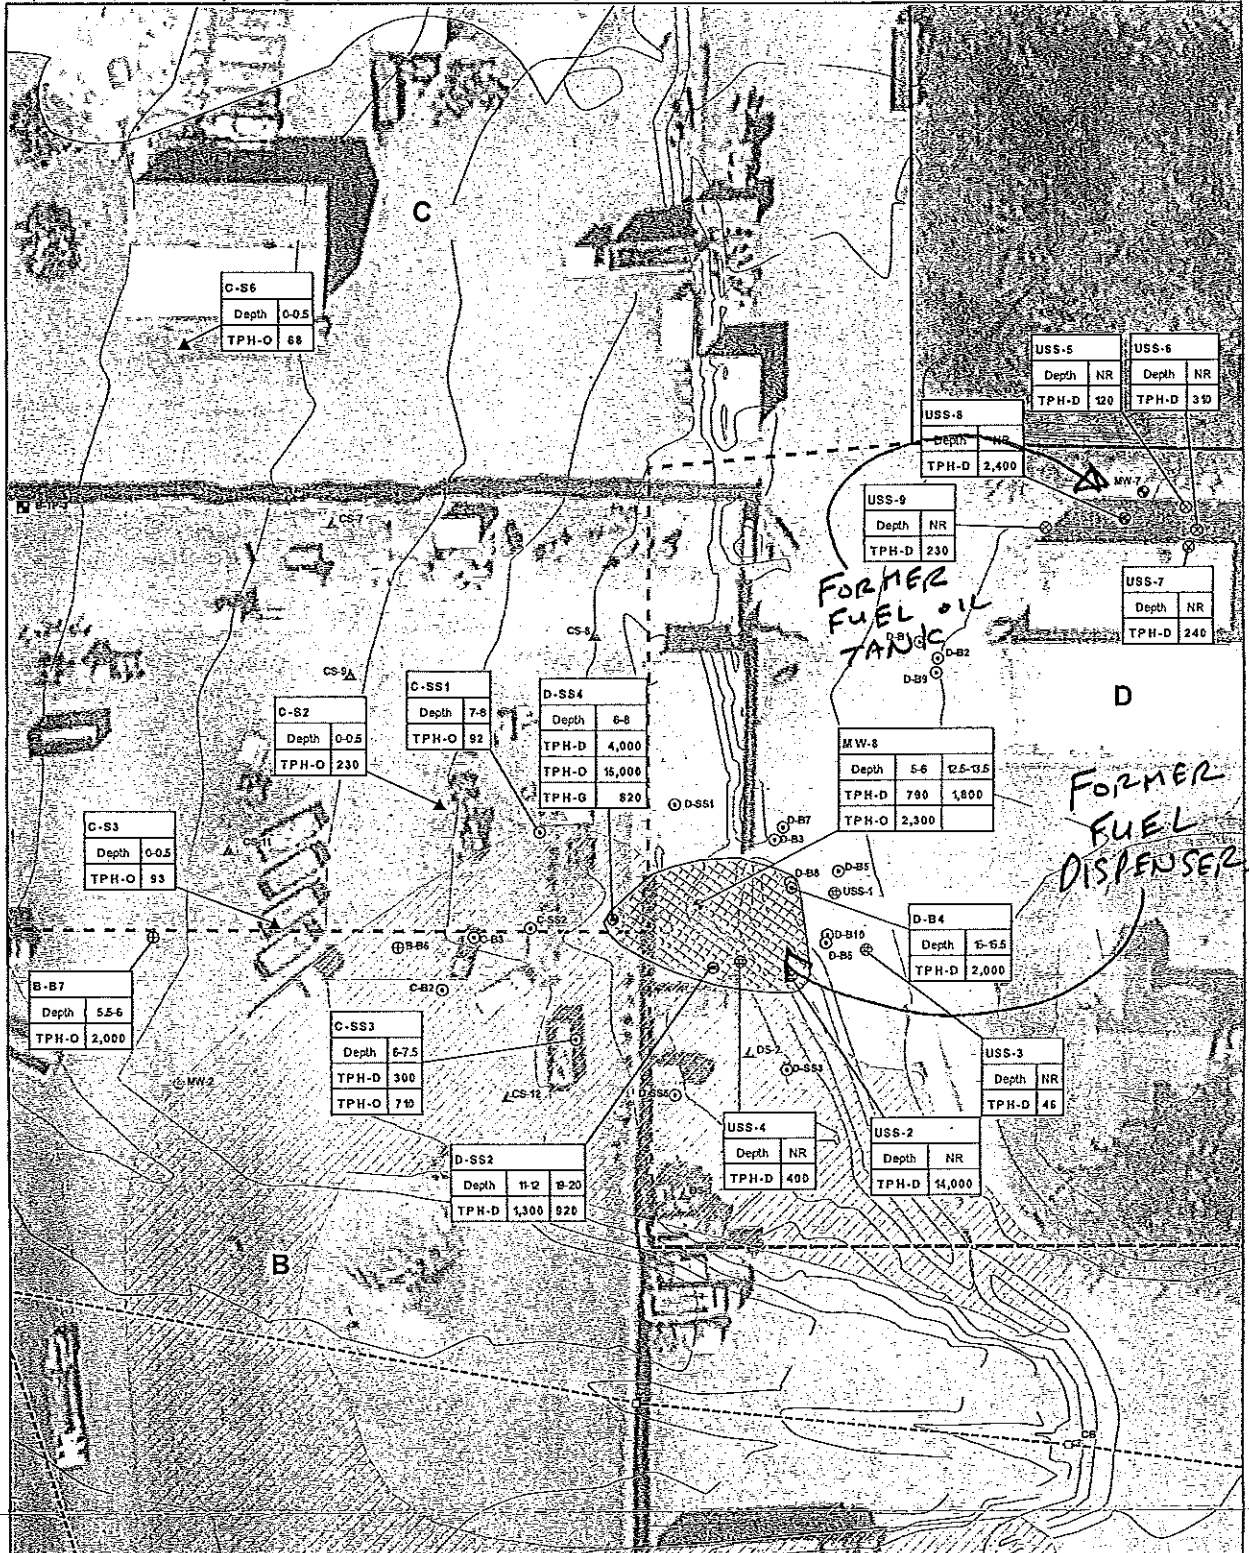 C
C-S6
Depth 0-0.5
TPH-O 68
USS-5
Depth NR
TPH-D 120
USS-6
Depth NR
TPH-D 310
USS-8
Depth NR
TPH-D 2,400
MW-7
CS-7
USS-9
Depth NR
TPH-D 230
FORMER
FUEL OIL
TANK
USS-7
Depth NR
TPH-D 240
CS-8
D-B1
D-B2
D-B9
CS-9
C-SS1
Depth 7-8
TPH-O 92
D-SS4
Depth 6-8
TPH-D 4,000
TPH-O 15,000
TPH-G 820
C-S2
Depth 0-0.5
TPH-O 230
D
MW-8
Depth 5-6 12.5-13.5
TPH-D 790 1,800
TPH-O 2,300
FORMER
FUEL
DISPENSER
D-SS1
D-B7
D-B3
C-S3
Depth 0-0.5
TPH-O 93
CS-11
D-B8
D-B5
USS-1
D-B4
Depth 15-15.5
TPH-D 2,000
C-SS2
B-B6
C-B3
D-B10
D-B6
C-B2
B-B7
Depth 5.5-6
TPH-O 2,000
C-SS3
Depth 6-7.5
TPH-D 300
TPH-O 710
MW-2
CS-12
DS-2
D-SS3
D-SS5
USS-3
Depth NR
TPH-D 46
USS-4
Depth NR
TPH-D 400
USS-2
Depth NR
TPH-D 14,000
D-SS2
Depth 11-12 19-20
TPH-D 1,300 920
B
CB